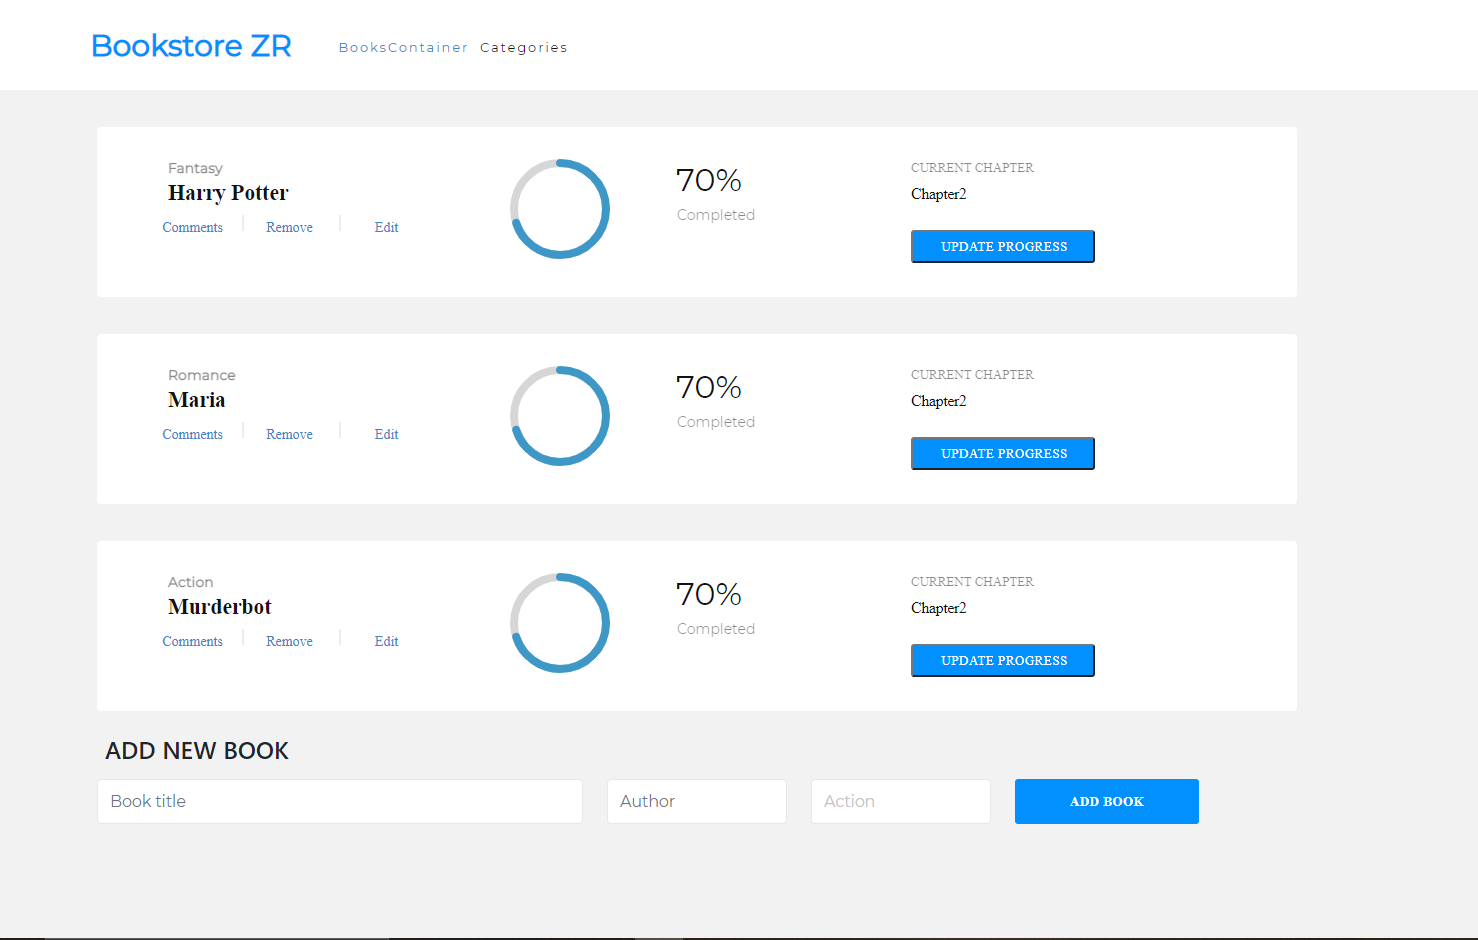 Bookstore ZR
BooksContainer Categories
Fantasy
Harry Potter
Comments Remove Edit
70%
Completed
CURRENT CHAPTER
Chapter2
UPDATE PROGRESS
Romance
Maria
Comments Remove Edit
70%
Completed
CURRENT CHAPTER
Chapter2
UPDATE PROGRESS
Action
Murderbot
Comments Remove Edit
70%
Completed
CURRENT CHAPTER
Chapter2
UPDATE PROGRESS
ADD NEW BOOK
Book title Author Action ADD BOOK